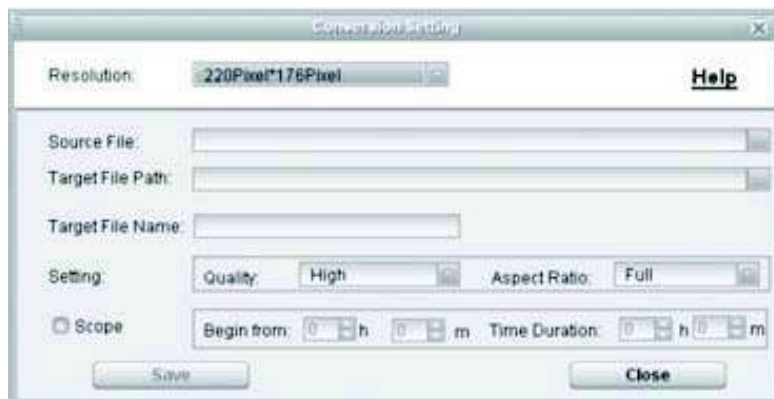 Conversion Setting
Resolution: 220Pixel*176Pixel Help
Source File:
Target File Path:
Target File Name:
Setting: Quality: High Aspect Ratio: Full
Scope Begin from: 0 h 0 m Time Duration: 0 h 0 m
Save Close